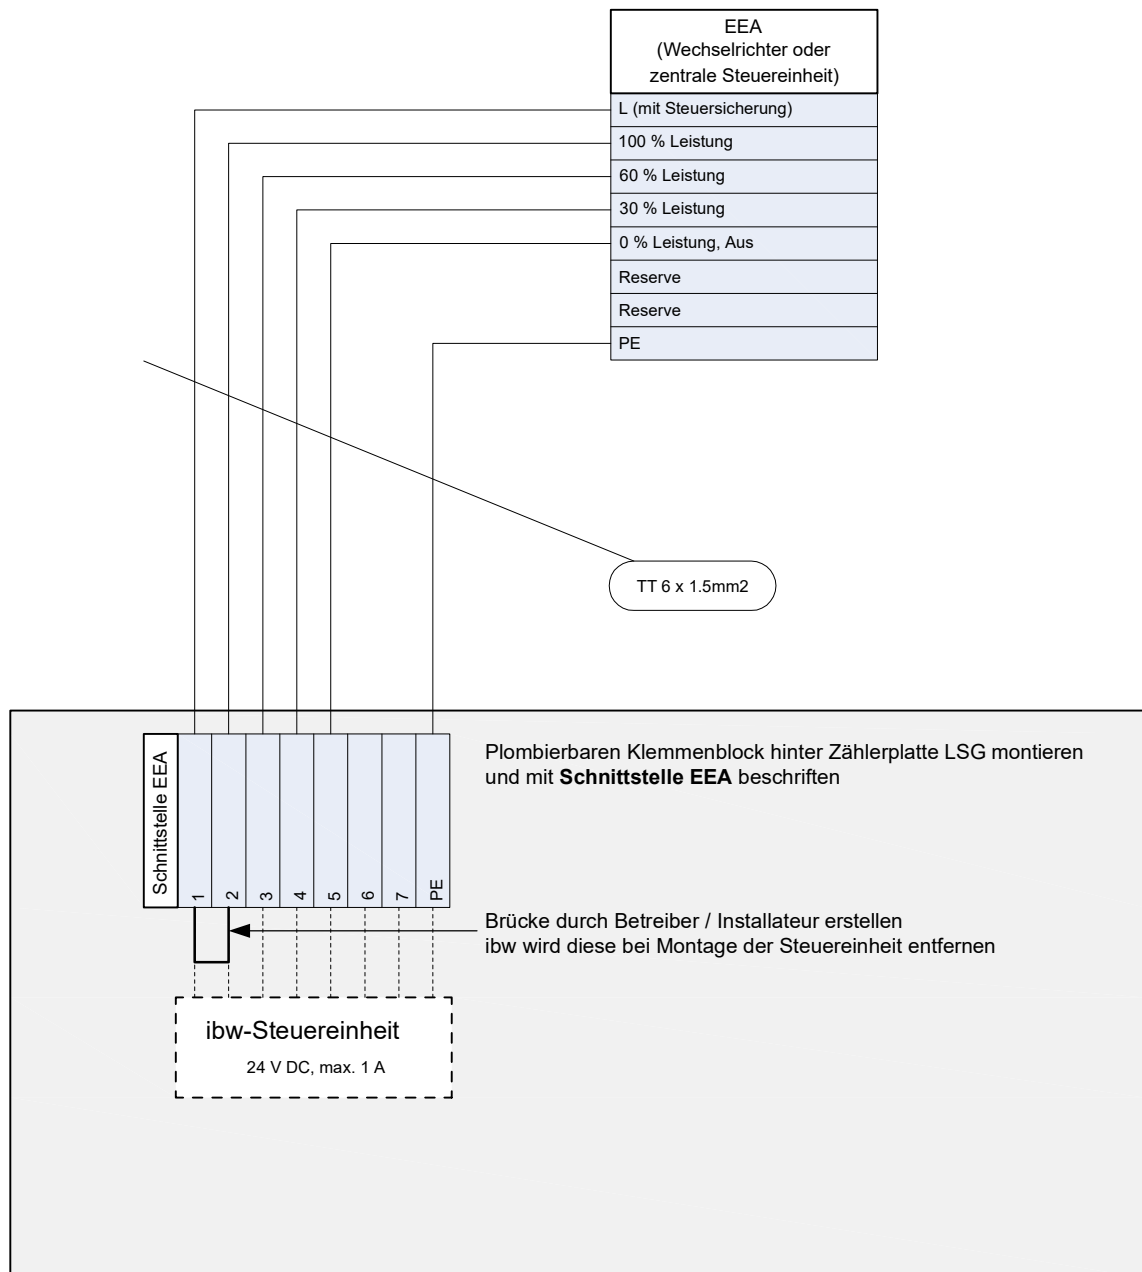 EEA
(Wechselrichter oder
zentrale Steuereinheit)
L (mit Steuersicherung)
100 % Leistung
60 % Leistung
30 % Leistung
0 % Leistung, Aus
Reserve
Reserve
PE
TT 6 x 1.5mm2
Schnittstelle EEA
1
2
3
4
5
6
7
PE
Plombierbaren Klemmenblock hinter Zählerplatte LSG montieren
und mit Schnittstelle EEA beschriften
Brücke durch Betreiber / Installateur erstellen
ibw wird diese bei Montage der Steuereinheit entfernen
ibw-Steuereinheit
24 V DC, max. 1 A